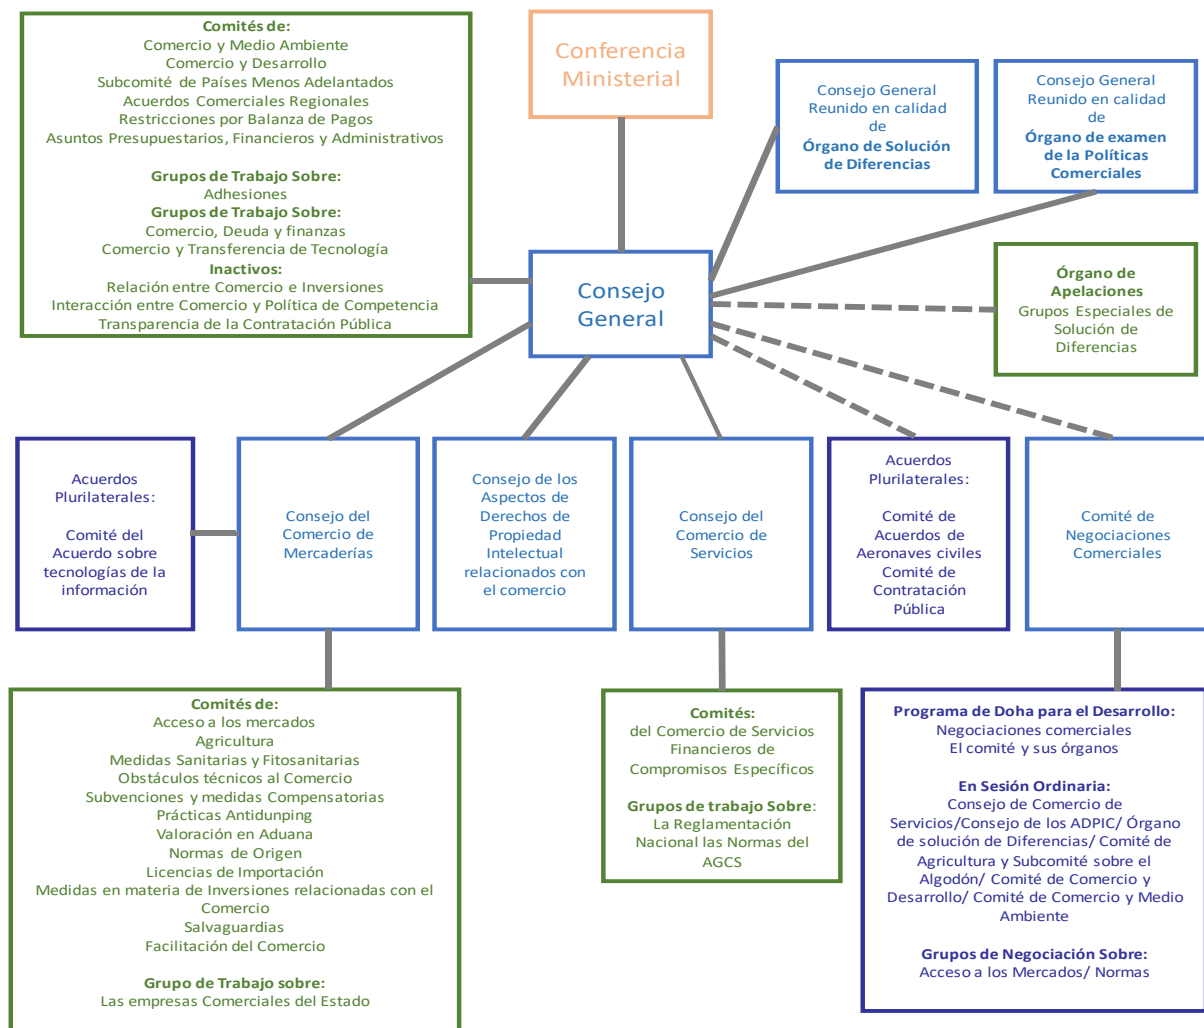 Comités de:
Comercio y Medio Ambiente
Comercio y Desarrollo
Subcomité de Países Menos Adelantados
Acuerdos Comerciales Regionales
Restricciones por Balanza de Pagos
Asuntos Presupuestarios, Financieros y Administrativos
Grupos de Trabajo Sobre:
Adhesiones
Grupos de Trabajo Sobre:
Comercio, Deuda y finanzas
Comercio y Transferencia de Tecnología
Inactivos:
Relación entre Comercio e Inversiones
Interacción entre Comercio y Política de Competencia
Transparencia de la Contratación Pública
Conferencia
Ministerial
Consejo General
Reunido en calidad
de
Órgano de Solución
de Diferencias
Consejo General
Reunido en calidad
de
Órgano de examen
de la Políticas
Comerciales
Consejo
General
Órgano de
Apelaciones
Grupos Especiales de
Solución de
Diferencias
Acuerdos
Plurilaterales:
Comité del
Acuerdo sobre
tecnologías de la
información
Consejo del
Comercio de
Mercaderías
Consejo de los
Aspectos de
Derechos de
Propiedad
Intelectual
relacionados con
el comercio
Consejo del
Comercio de
Servicios
Acuerdos
Plurilaterales:
Comité de
Acuerdos de
Aeronaves civiles
Comité de
Contratación
Pública
Comité de
Negociaciones
Comerciales
Comités de:
Acceso a los mercados
Agricultura
Medidas Sanitarias y Fitosanitarias
Obstáculos técnicos al Comercio
Subvenciones y medidas Compensatorias
Prácticas Antidunping
Valoración en Aduana
Normas de Origen
Licencias de Importación
Medidas en materia de Inversiones relacionadas con el
Comercio
Salvaguardias
Facilitación del Comercio
Grupo de Trabajo sobre:
Las empresas Comerciales del Estado
Comités:
del Comercio de Servicios
Financieros de
Compromisos Específicos
Grupos de trabajo Sobre:
La Reglamentación
Nacional las Normas del
AGCS
Programa de Doha para el Desarrollo:
Negociaciones comerciales
El comité y sus órganos
En Sesión Ordinaria:
Consejo de Comercio de
Servicios/Consejo de los ADPIC/ Órgano
de solución de Diferencias/ Comité de
Agricultura y Subcomité sobre el
Algodón/ Comité de Comercio y
Desarrollo/ Comité de Comercio y Medio
Ambiente
Grupos de Negociación Sobre:
Acceso a los Mercados/ Normas